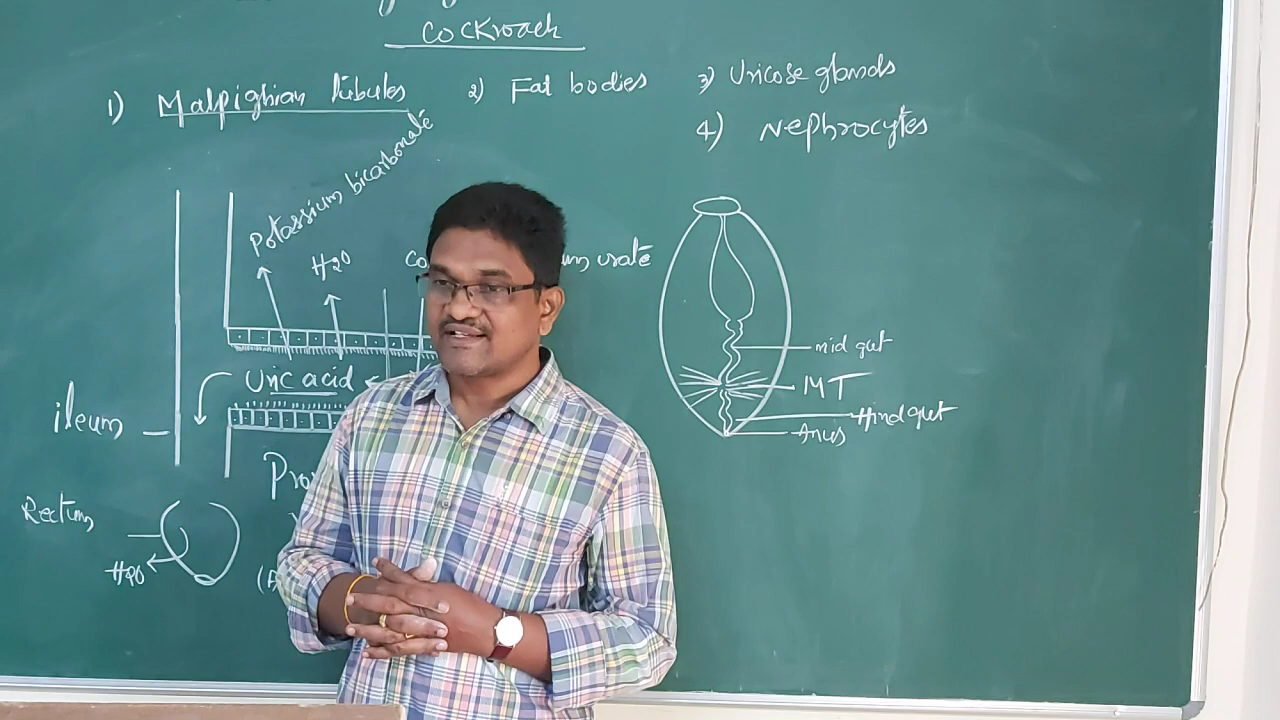 Cockroach
1) Malpighian tubules 2) Fat bodies 3) Uricose glands
4) Nephrocytes
Potassium bicarbonate
H2O
urate
Uric acid
ileum
Rectum
H2O
mid gut
MT
Hind gut
Anus